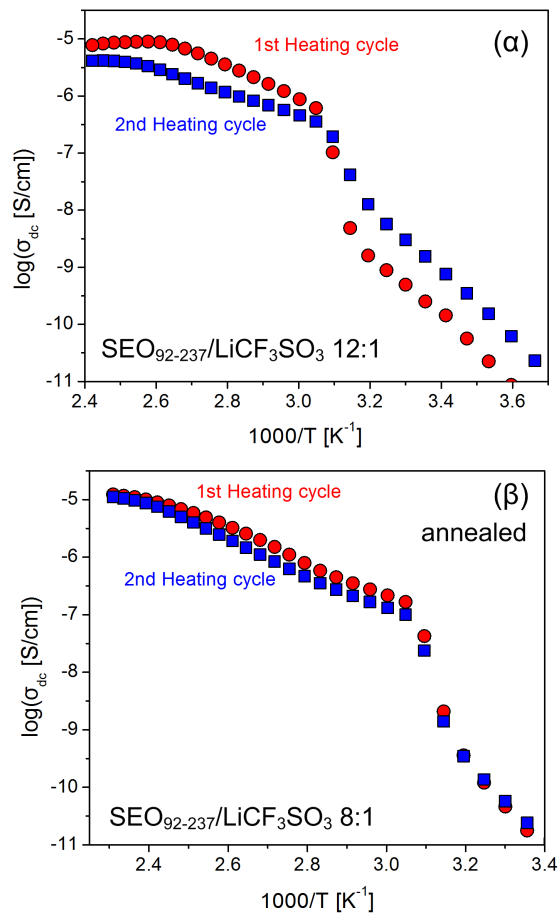 (α)
1st Heating cycle
2nd Heating cycle
SEO₉₂₋₂₃₇/LiCF₃SO₃ 12:1
log(σdc [S/cm])
-5
-6
-7
-8
-9
-10
-11
2.4 2.6 2.8 3.0 3.2 3.4 3.6
1000/T [K⁻¹]
(β)
annealed
1st Heating cycle
2nd Heating cycle
SEO₉₂₋₂₃₇/LiCF₃SO₃ 8:1
log(σdc [S/cm])
-5
-6
-7
-8
-9
-10
-11
2.4 2.6 2.8 3.0 3.2 3.4
1000/T [K⁻¹]